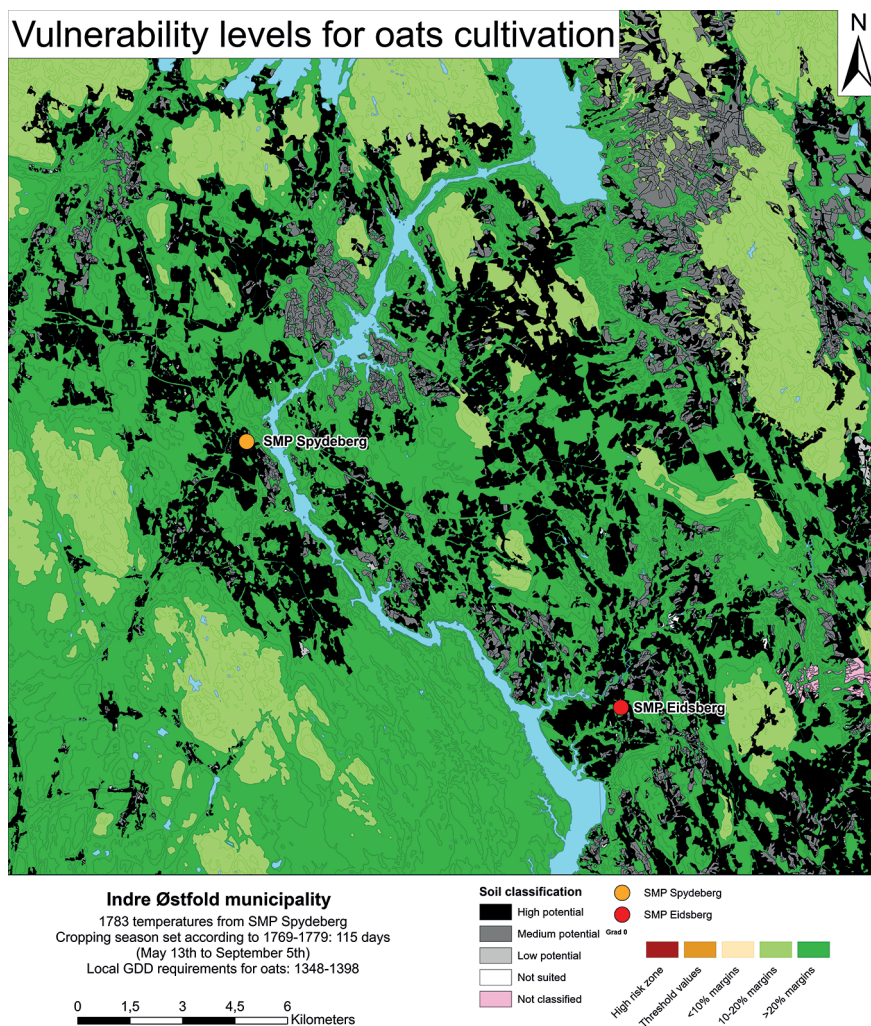 Vulnerability levels for oats cultivation
N
SMP Spydeberg
SMP Eidsberg
Indre Østfold municipality
1783 temperatures from SMP Spydeberg
Cropping season set according to 1769-1779: 115 days
(May 13th to September 5th)
Local GDD requirements for oats: 1348-1398
0 1,5 3 4,5 6
Kilometers
Soil classification
High potential
Medium potential
Low potential
Not suited
Not classified
Grad 0
SMP Spydeberg
SMP Eidsberg
High risk zone
Threshold values
<10% margins
10-20% margins
>20% margins